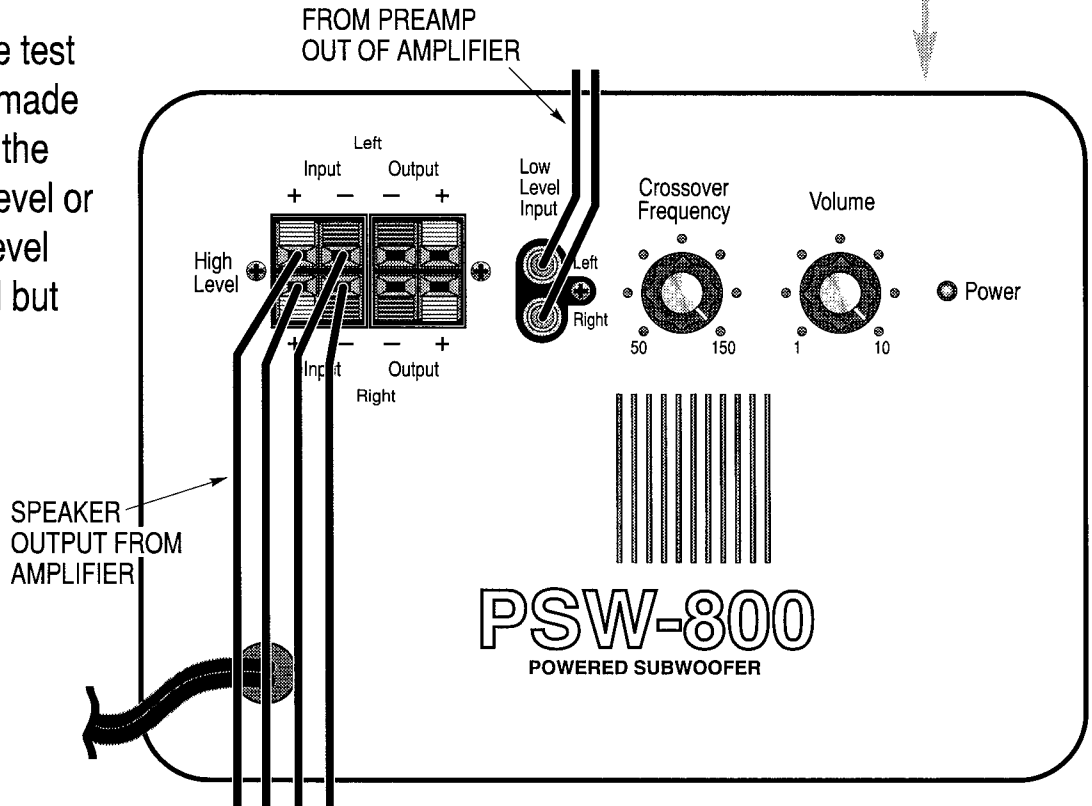 FROM PREAMP
OUT OF AMPLIFIER
e test
made
the
evel or
evel
l but
Left
Input Output
+ − − +
High
Level
+ − − +
Input Output
Right
Low
Level
Input
Left
Right
Crossover
Frequency
50 150
Volume
1 10
Power
SPEAKER
OUTPUT FROM
AMPLIFIER
PSW-800
POWERED SUBWOOFER